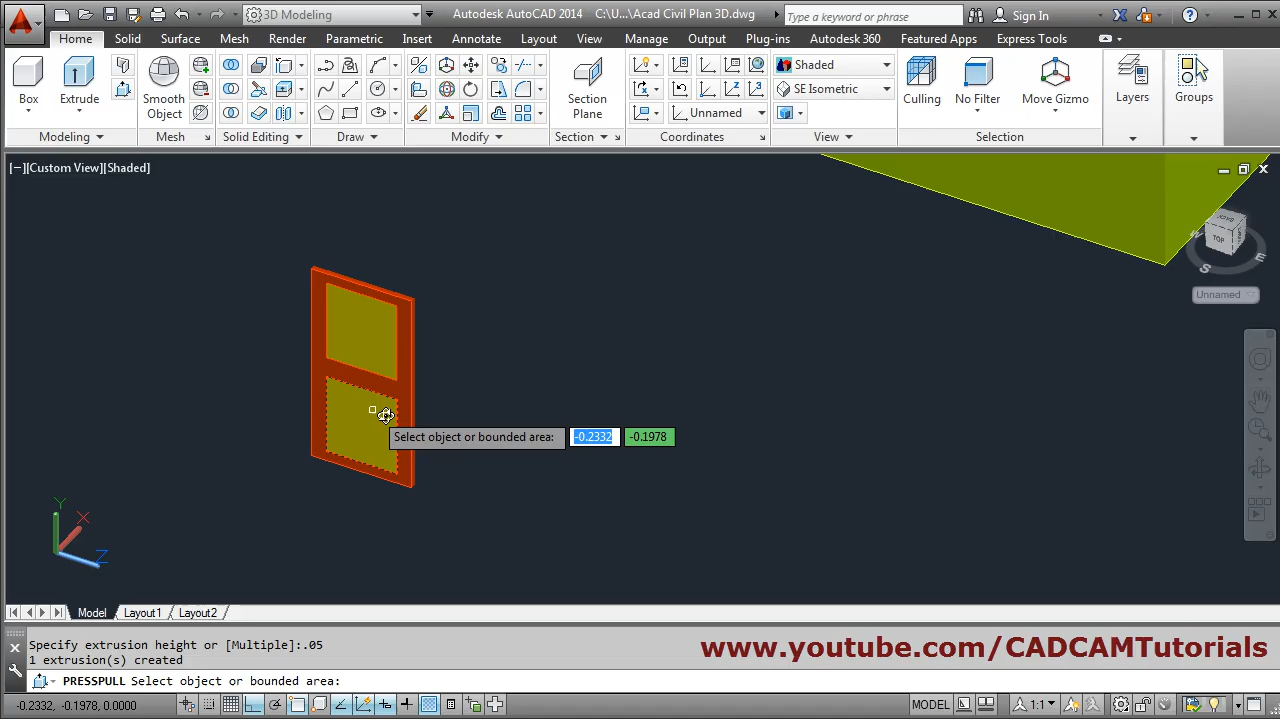 3D Modeling
Autodesk AutoCAD 2014 C:\U...\Acad Civil Plan 3D.dwg
Type a keyword or phrase
Sign In
Home Solid Surface Mesh Render Parametric Insert Annotate Layout View Manage Output Plug-ins Autodesk 360 Featured Apps Express Tools
Box
Extrude
Smooth
Object
Section
Plane
Unnamed
Shaded
SE Isometric
Culling
No Filter
Move Gizmo
Layers
Groups
Modeling
Mesh
Solid Editing
Draw
Modify
Section
Coordinates
View
Selection
[−][Custom View][Shaded]
BACK
TOP
W
S
E
Unnamed
Select object or bounded area: -0.2332 -0.1978
Y
X
Z
Model Layout1 Layout2
Specify extrusion height or [Multiple]:.05
1 extrusion(s) created
PRESSPULL Select object or bounded area:
www.youtube.com/CADCAMTutorials
-0.2332, -0.1978, 0.0000
MODEL
1:1